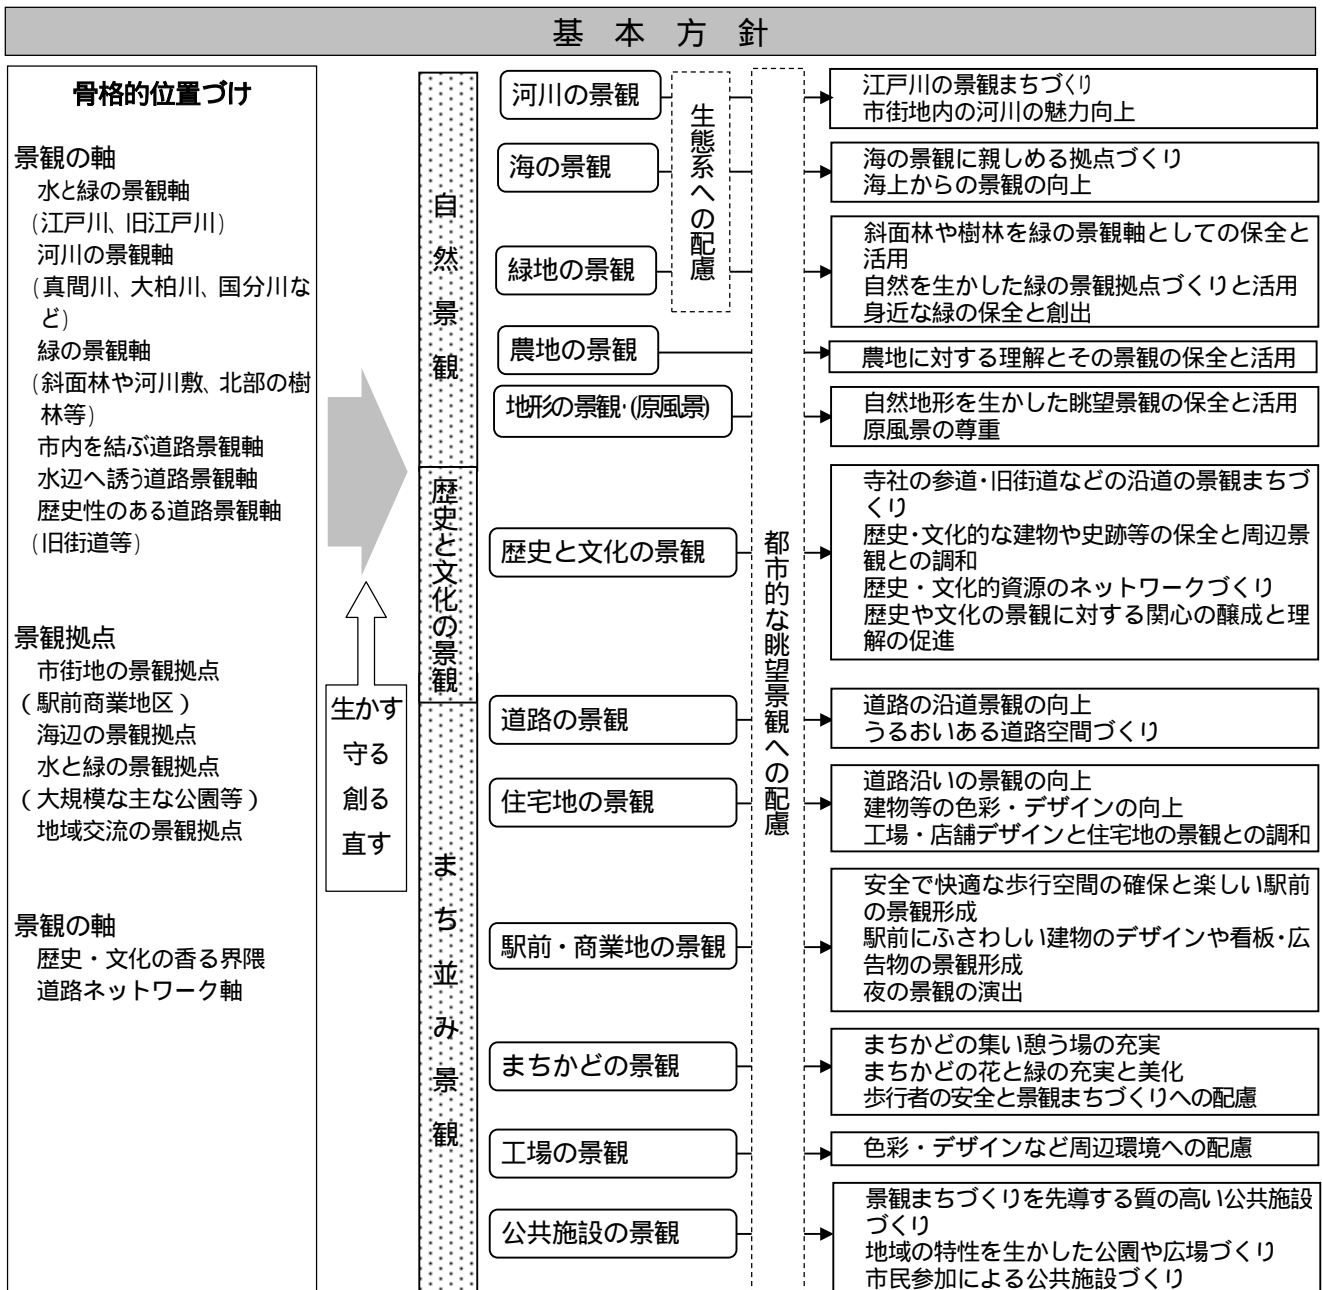 基本方針
骨格的位置づけ
景観の軸
水と緑の景観軸
(江戸川、旧江戸川)
河川の景観軸
(真間川、大柏川、国分川な
ど)
緑の景観軸
(斜面林や河川敷、北部の樹
林等)
市内を結ぶ道路景観軸
水辺へ誘う道路景観軸
歴史性のある道路景観軸
(旧街道等)
景観拠点
市街地の景観拠点
(駅前商業地区)
海辺の景観拠点
水と緑の景観拠点
(大規模な主な公園等)
地域交流の景観拠点
景観の軸
歴史・文化の香る界隈
道路ネットワーク軸
生かす
守る
創る
直す
自然景観
歴史と文化の景観
まち並み景観
河川の景観
海の景観
緑地の景観
農地の景観
地形の景観・(原風景)
歴史と文化の景観
道路の景観
住宅地の景観
駅前・商業地の景観
まちかどの景観
工場の景観
公共施設の景観
生態系への配慮
都市的な眺望景観への配慮
江戸川の景観まちづくり
市街地内の河川の魅力向上
海の景観に親しめる拠点づくり
海上からの景観の向上
斜面林や樹林を緑の景観軸としての保全と
活用
自然を生かした緑の景観拠点づくりと活用
身近な緑の保全と創出
農地に対する理解とその景観の保全と活用
自然地形を生かした眺望景観の保全と活用
原風景の尊重
寺社の参道・旧街道などの沿道の景観まちづ
くり
歴史・文化的な建物や史跡等の保全と周辺景
観との調和
歴史・文化的資源のネットワークづくり
歴史や文化の景観に対する関心の醸成と理
解の促進
道路の沿道景観の向上
うるおいある道路空間づくり
道路沿いの景観の向上
建物等の色彩・デザインの向上
工場・店舗デザインと住宅地の景観との調和
安全で快適な歩行空間の確保と楽しい駅前
の景観形成
駅前にふさわしい建物のデザインや看板・広
告物の景観形成
夜の景観の演出
まちかどの集い憩う場の充実
まちかどの花と緑の充実と美化
歩行者の安全と景観まちづくりへの配慮
色彩・デザインなど周辺環境への配慮
景観まちづくりを先導する質の高い公共施設
づくり
地域の特性を生かした公園や広場づくり
市民参加による公共施設づくり